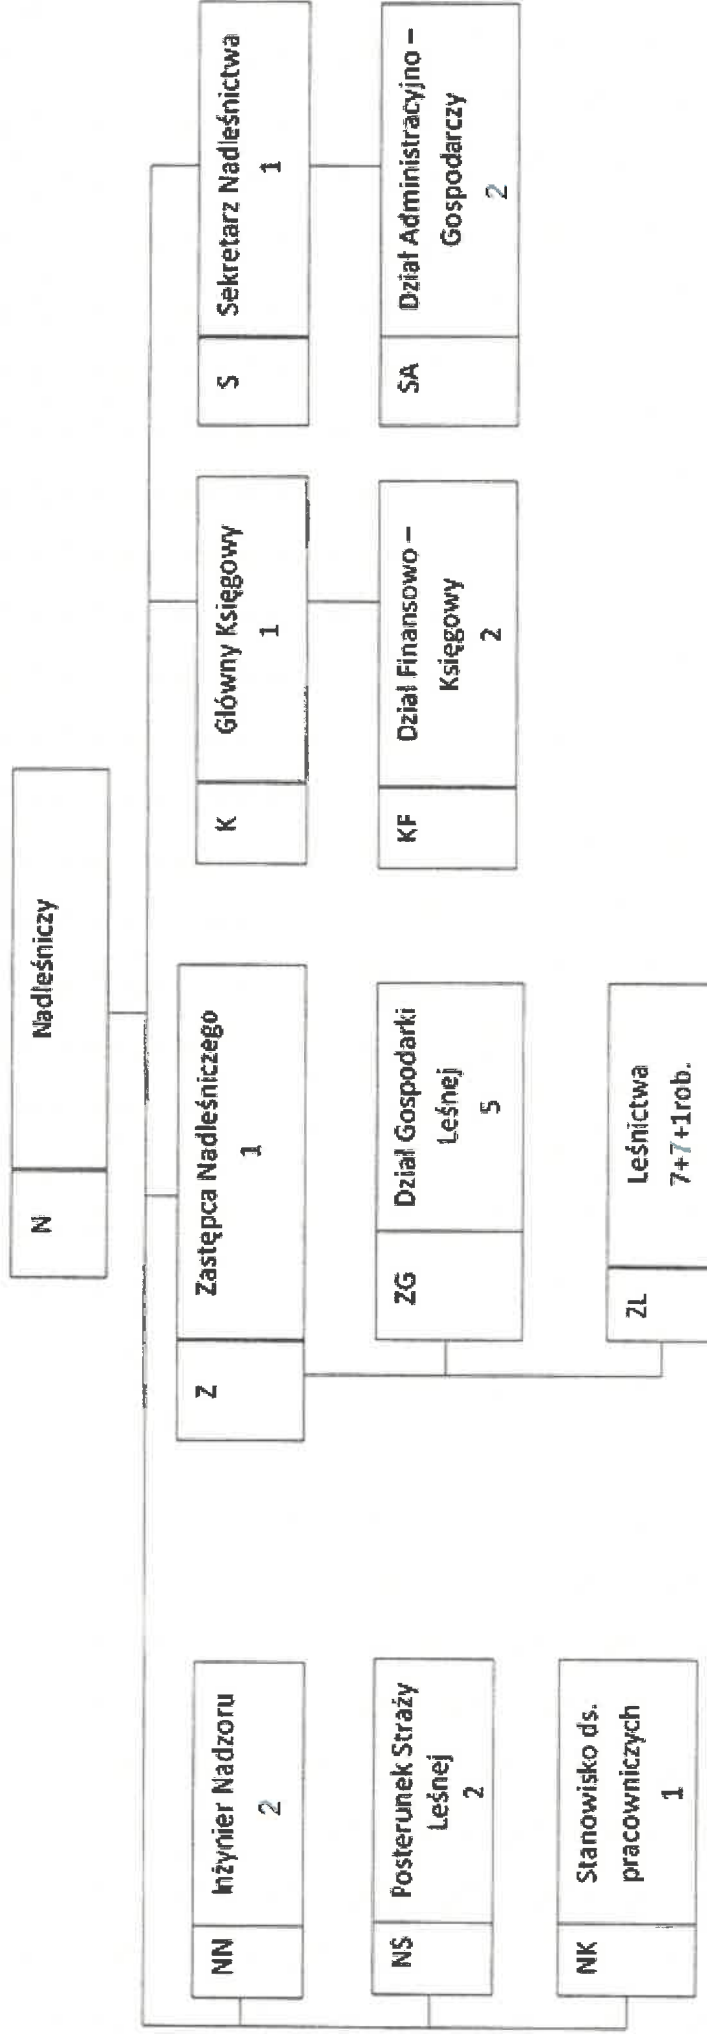 N
Nadleśniczy
NN
Inżynier Nadzoru
2
NS
Posterunek Straży
Leśnej
2
NK
Stanowisko ds.
pracowniczych
1
Z
Zastępca Nadleśniczego
1
ZG
Dział Gospodarki
Leśnej
5
ZL
Leśnictwa
7+7+1rob.
K
Główny Księgowy
1
KF
Dział Finansowo –
Księgowy
2
S
Sekretarz Nadleśnictwa
1
SA
Dział Administracyjno –
Gospodarczy
2